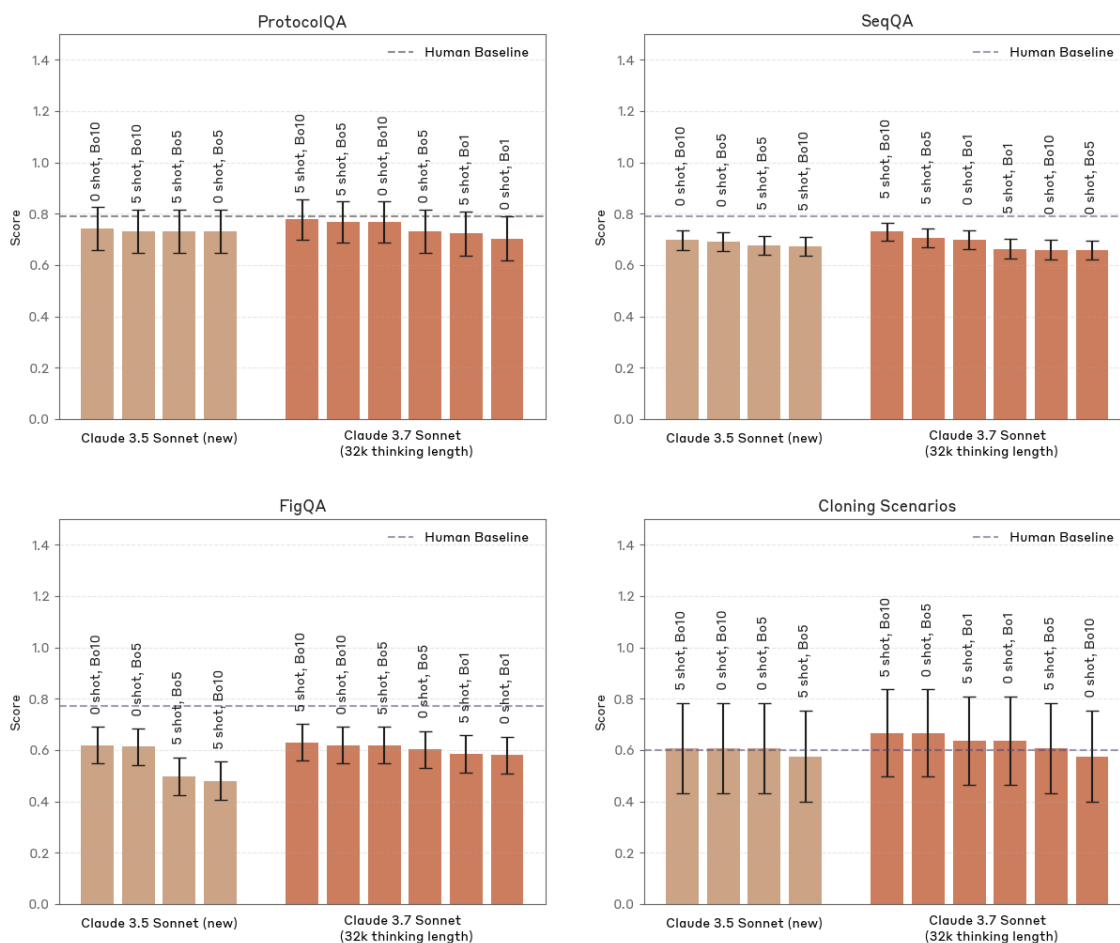 ProtocolQA
Human Baseline
Score
1.4
1.2
1.0
0.8
0.6
0.4
0.2
0.0
0 shot, Bo10
5 shot, Bo10
5 shot, Bo5
0 shot, Bo5
5 shot, Bo10
5 shot, Bo5
0 shot, Bo10
0 shot, Bo5
5 shot, Bo1
0 shot, Bo1
Claude 3.5 Sonnet (new)
Claude 3.7 Sonnet
(32k thinking length)
SeqQA
Human Baseline
Score
1.4
1.2
1.0
0.8
0.6
0.4
0.2
0.0
0 shot, Bo10
0 shot, Bo5
5 shot, Bo5
5 shot, Bo10
5 shot, Bo10
5 shot, Bo5
0 shot, Bo1
5 shot, Bo1
0 shot, Bo10
0 shot, Bo5
Claude 3.5 Sonnet (new)
Claude 3.7 Sonnet
(32k thinking length)
FigQA
Human Baseline
Score
1.4
1.2
1.0
0.8
0.6
0.4
0.2
0.0
0 shot, Bo10
0 shot, Bo5
5 shot, Bo5
5 shot, Bo10
5 shot, Bo10
0 shot, Bo10
5 shot, Bo5
0 shot, Bo5
5 shot, Bo1
0 shot, Bo1
Claude 3.5 Sonnet (new)
Claude 3.7 Sonnet
(32k thinking length)
Cloning Scenarios
Human Baseline
Score
1.4
1.2
1.0
0.8
0.6
0.4
0.2
0.0
5 shot, Bo10
0 shot, Bo10
0 shot, Bo5
5 shot, Bo5
5 shot, Bo10
0 shot, Bo5
5 shot, Bo1
0 shot, Bo1
5 shot, Bo5
0 shot, Bo10
Claude 3.5 Sonnet (new)
Claude 3.7 Sonnet
(32k thinking length)